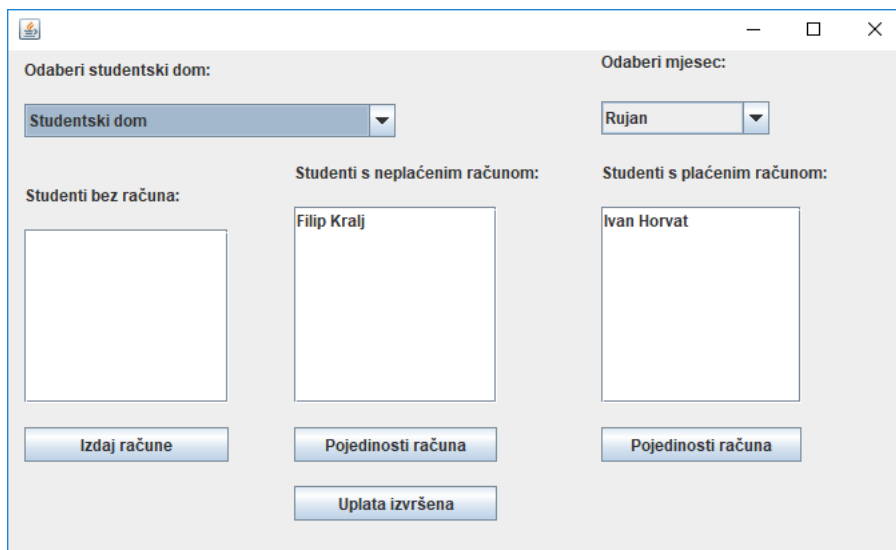 Odaberi studentski dom:
Odaberi mjesec:
Studentski dom
Rujan
Studenti bez računa:
Studenti s neplaćenim računom:
Studenti s plaćenim računom:
Filip Kralj
Ivan Horvat
Izdaj račune
Pojedinosti računa
Pojedinosti računa
Uplata izvršena